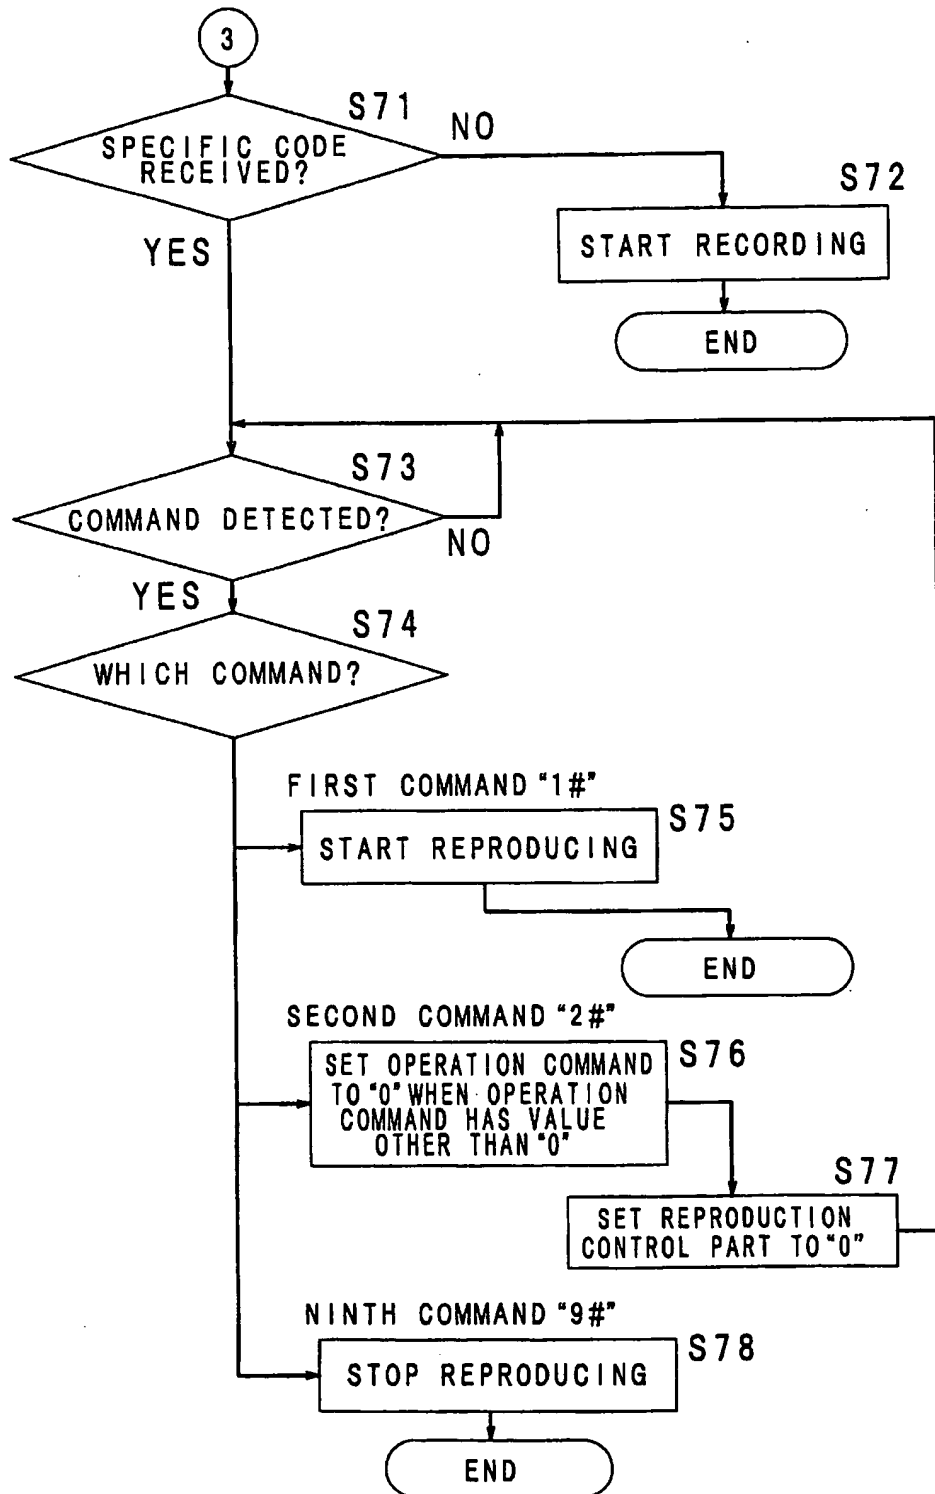 3
S71
SPECIFIC CODE
RECEIVED?
NO
YES
S72
START RECORDING
END
S73
COMMAND DETECTED?
NO
YES
S74
WHICH COMMAND?
FIRST COMMAND "1#"
S75
START REPRODUCING
END
SECOND COMMAND "2#"
S76
SET OPERATION COMMAND
TO "0" WHEN OPERATION
COMMAND HAS VALUE
OTHER THAN "0"
S77
SET REPRODUCTION
CONTROL PART TO "0"
NINTH COMMAND "9#"
S78
STOP REPRODUCING
END